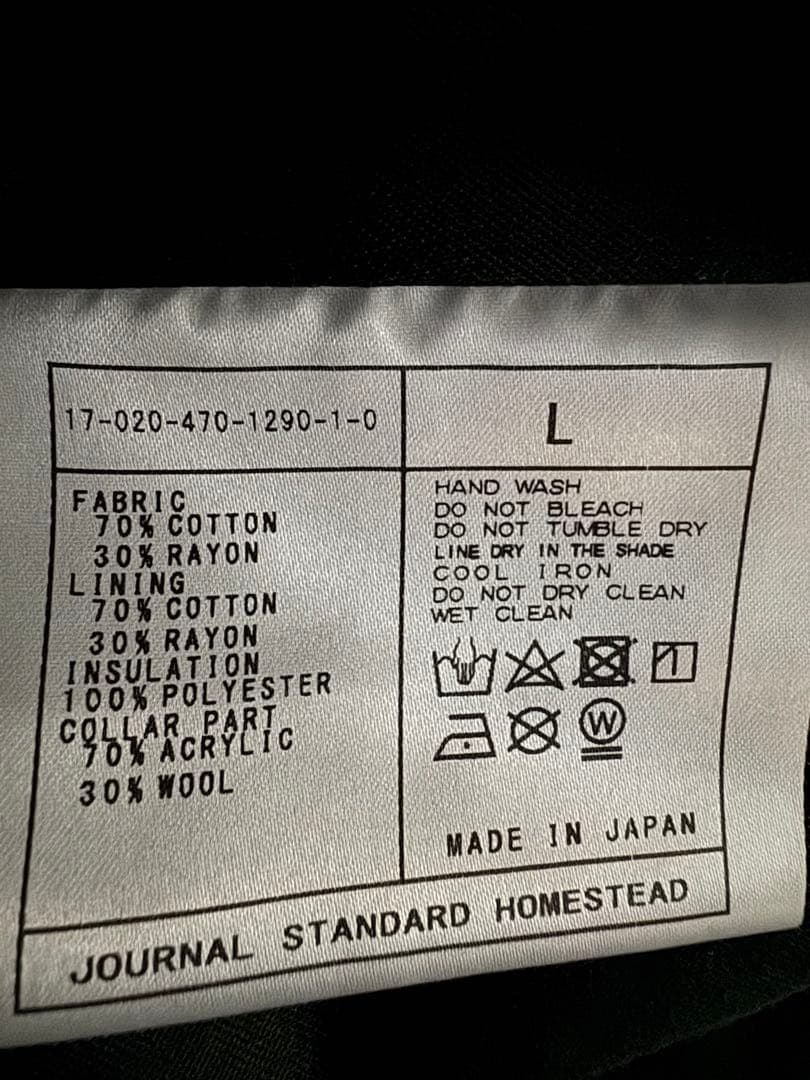 17-020-470-1290-1-0
L
FABRIC
70% COTTON
30% RAYON
LINING
70% COTTON
30% RAYON
INSULATION
100% POLYESTER
COLLAR PART
70% ACRYLIC
30% WOOL
HAND WASH
DO NOT BLEACH
DO NOT TUMBLE DRY
LINE DRY IN THE SHADE
COOL IRON
DO NOT DRY CLEAN
WET CLEAN
W
MADE IN JAPAN
JOURNAL STANDARD HOMESTEAD